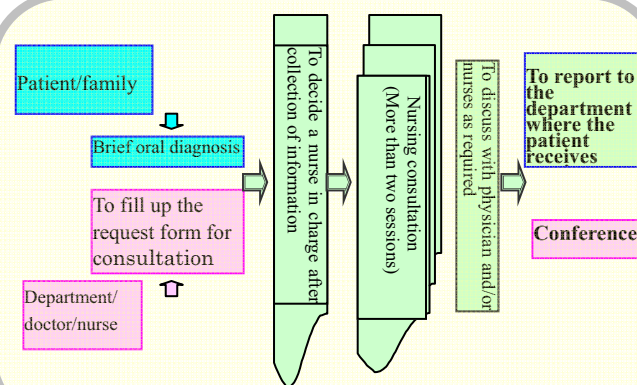 Patient/family
Brief oral diagnosis
To fill up the
request form for
consultation
Department/
doctor/nurse
To decide a nurse in charge after
collection of information
Nursing consultation
(More than two sessions)
To discuss with physician and/or
nurses as required
To report to
the
department
where the
patient
receives
Conference